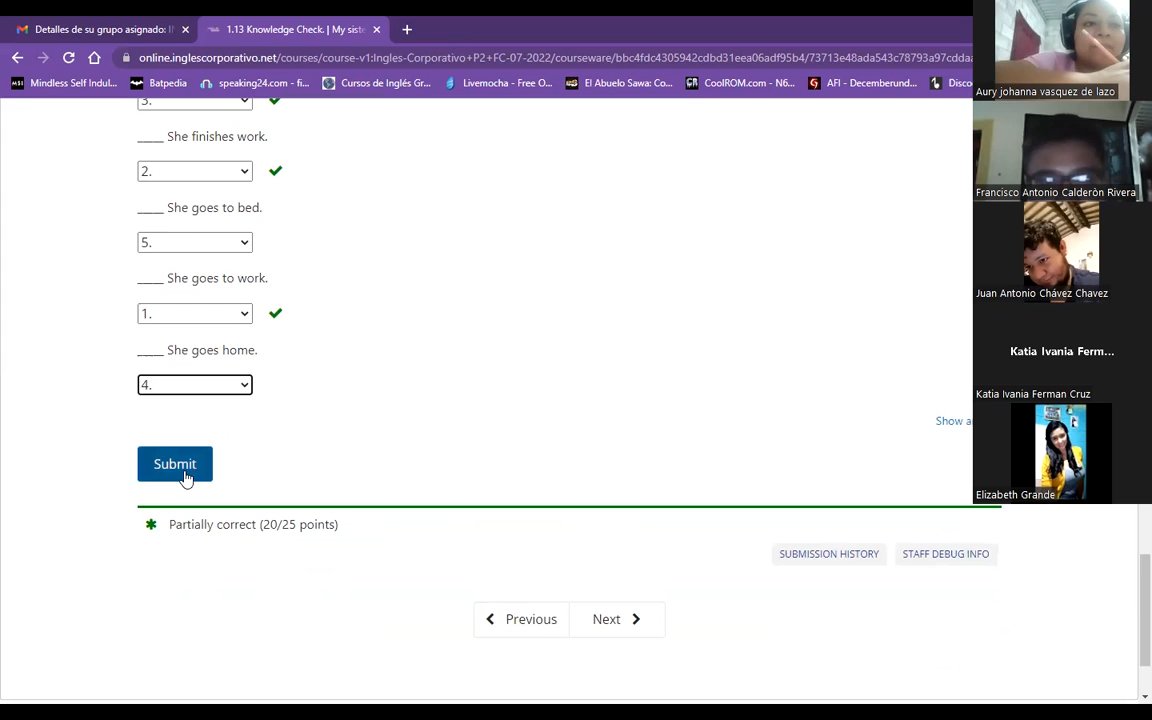 Detalles de su grupo asignado: I
1.13 Knowledge Check. | My siste
online.inglescorporativo.net/courses/course-v1:Ingles-Corporativo+P2+FC-07-2022/courseware/bbc4fdc4305942cdbd31eea06adf95b4/73713e48ada543c78793a97cddaa
Mindless Self Indul...
Batpedia
speaking24.com - fi...
Cursos de Inglés Gr...
Livemocha - Free O...
El Abuelo Sawa: Co...
CoolROM.com - N6...
AFI - Decemberund...
Disco
3.
_____ She finishes work.
2.
_____ She goes to bed.
5.
_____ She goes to work.
1.
_____ She goes home.
4.
Show a
Submit
Partially correct (20/25 points)
SUBMISSION HISTORY
STAFF DEBUG INFO
Previous
Next
Aury johanna vasquez de lazo
Francisco Antonio Calderòn Rivera
Juan Antonio Chávez Chavez
Katia Ivania Ferm...
Katia Ivania Ferman Cruz
Elizabeth Grande